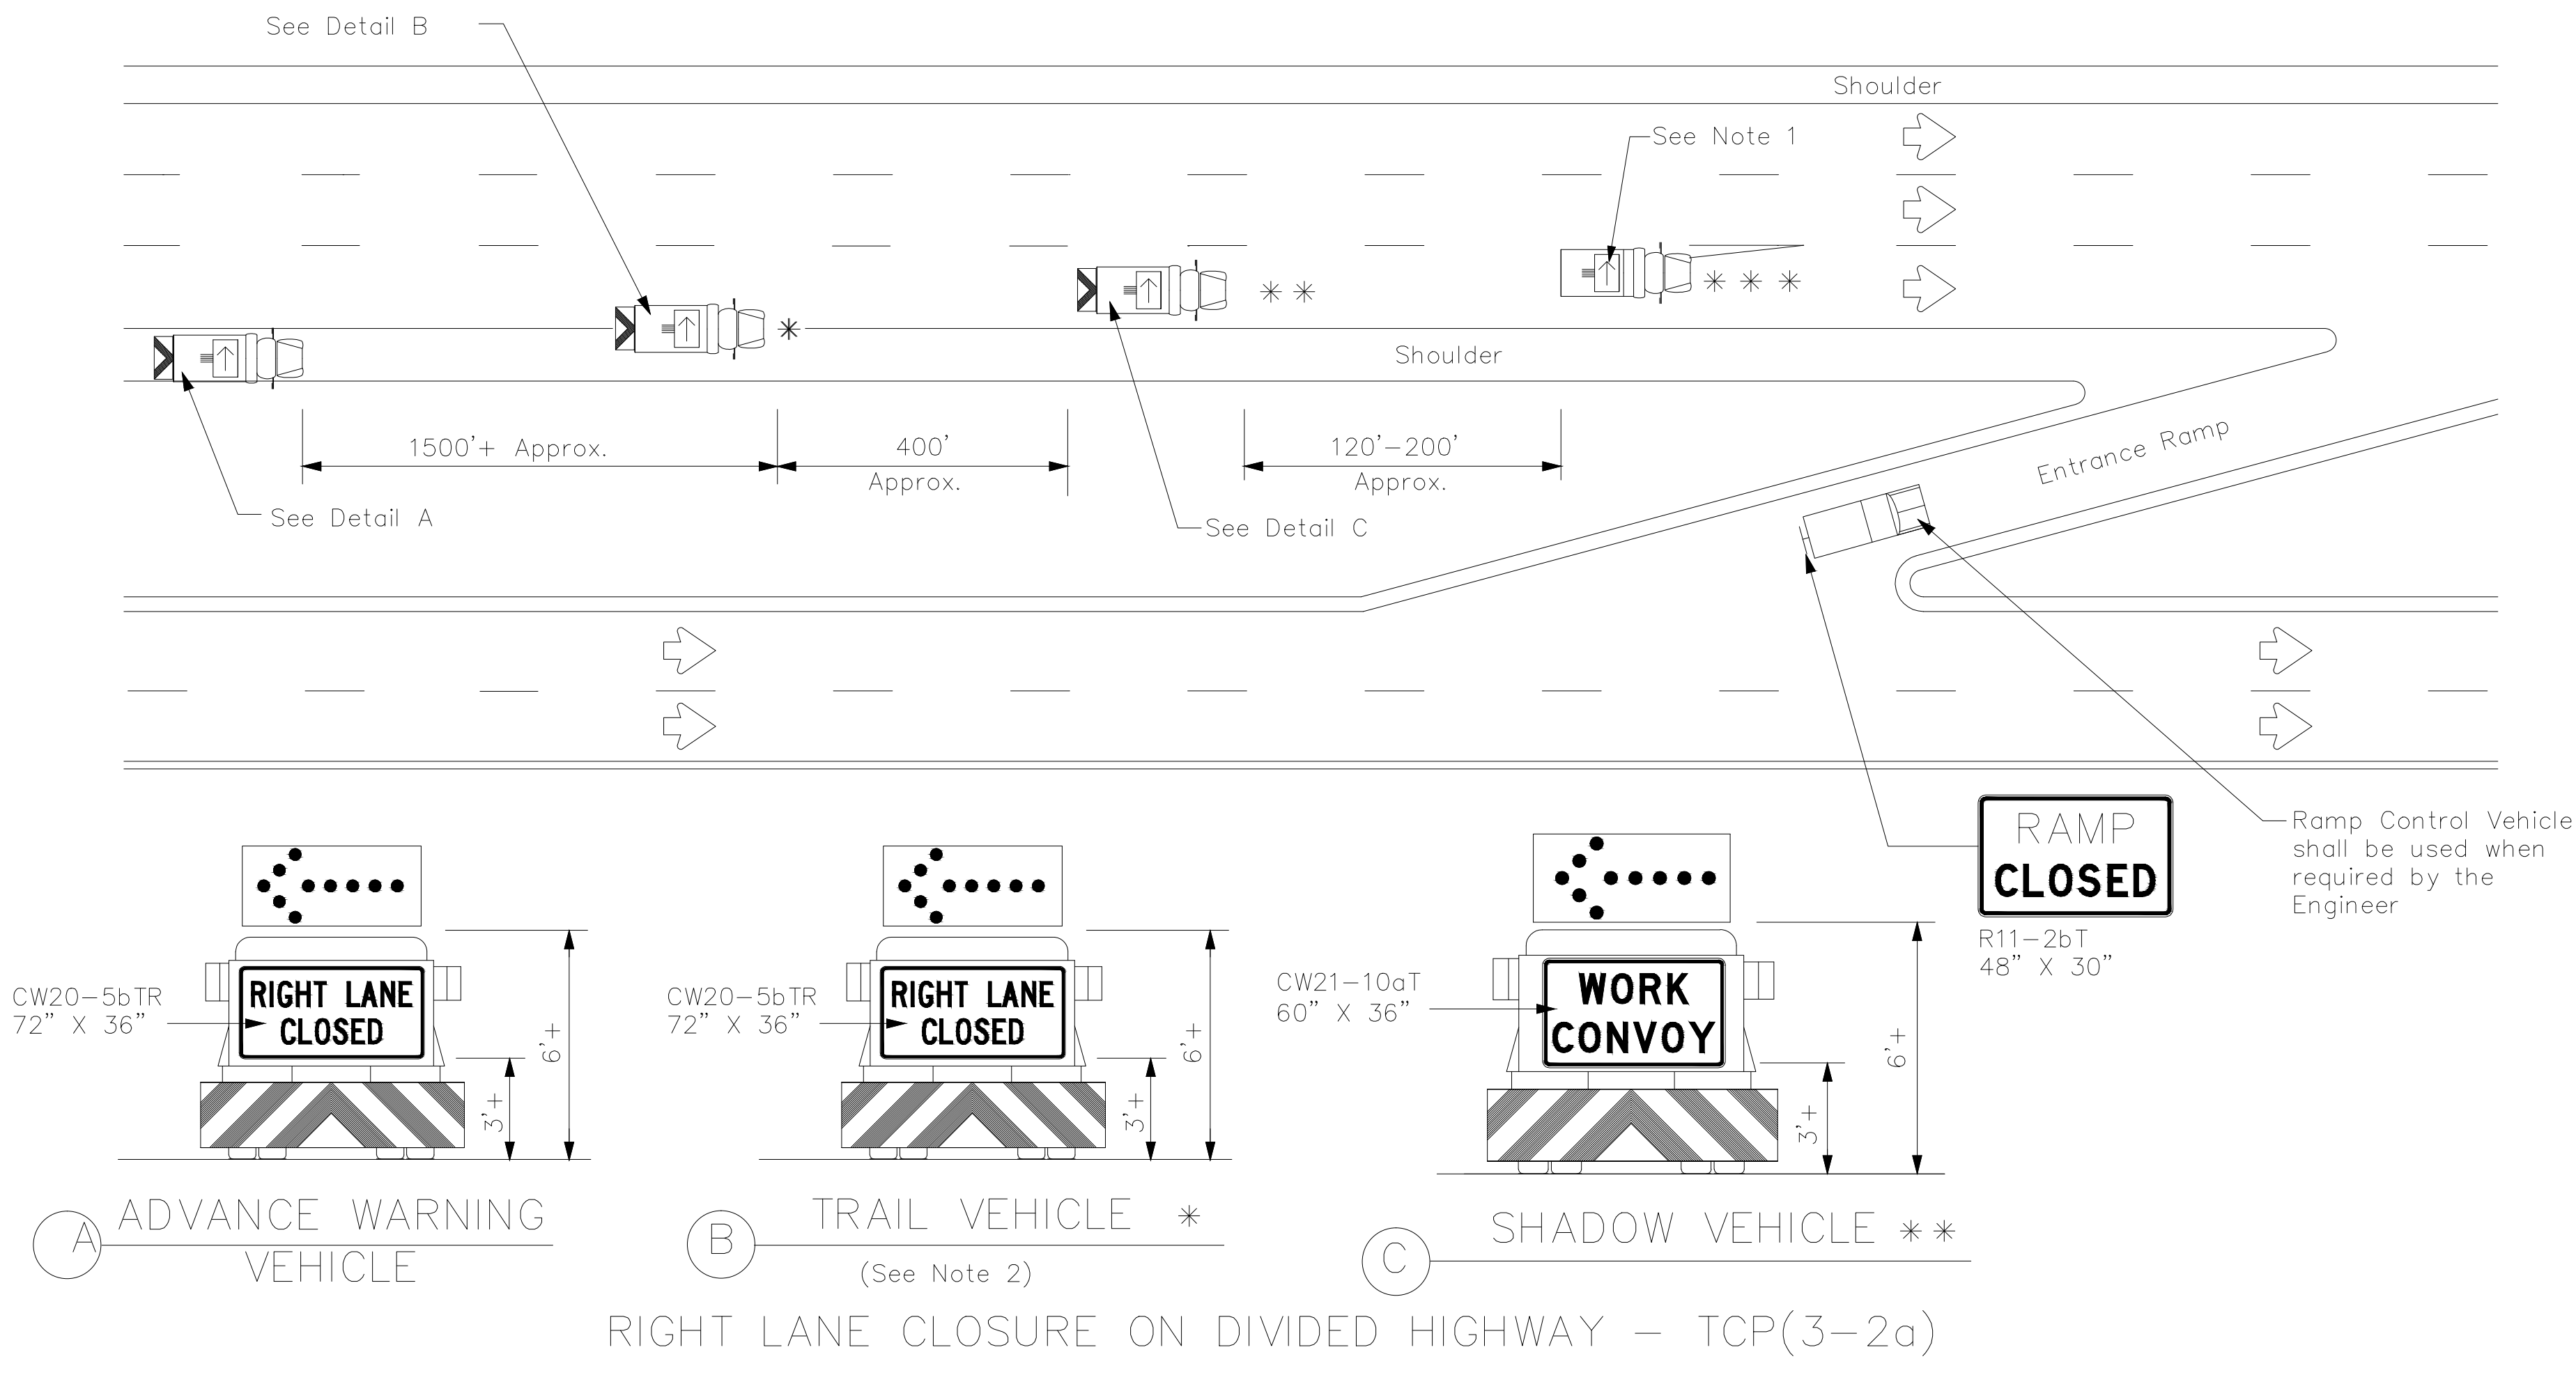 See Detail B
Shoulder
See Note 1
*
* *
* * *
Shoulder
1500'+ Approx.
400'
Approx.
120'-200'
Approx.
Entrance Ramp
See Detail A
See Detail C
RAMP
CLOSED
R11-2bT
48" X 30"
Ramp Control Vehicle
shall be used when
required by the
Engineer
CW20-5bTR
72" X 36"
RIGHT LANE
CLOSED
6'+
3'+
CW20-5bTR
72" X 36"
RIGHT LANE
CLOSED
6'+
3'+
CW21-10aT
60" X 36"
WORK
CONVOY
6'+
3'+
A
ADVANCE WARNING
VEHICLE
B
TRAIL VEHICLE *
(See Note 2)
C
SHADOW VEHICLE * *
RIGHT LANE CLOSURE ON DIVIDED HIGHWAY - TCP(3-2a)